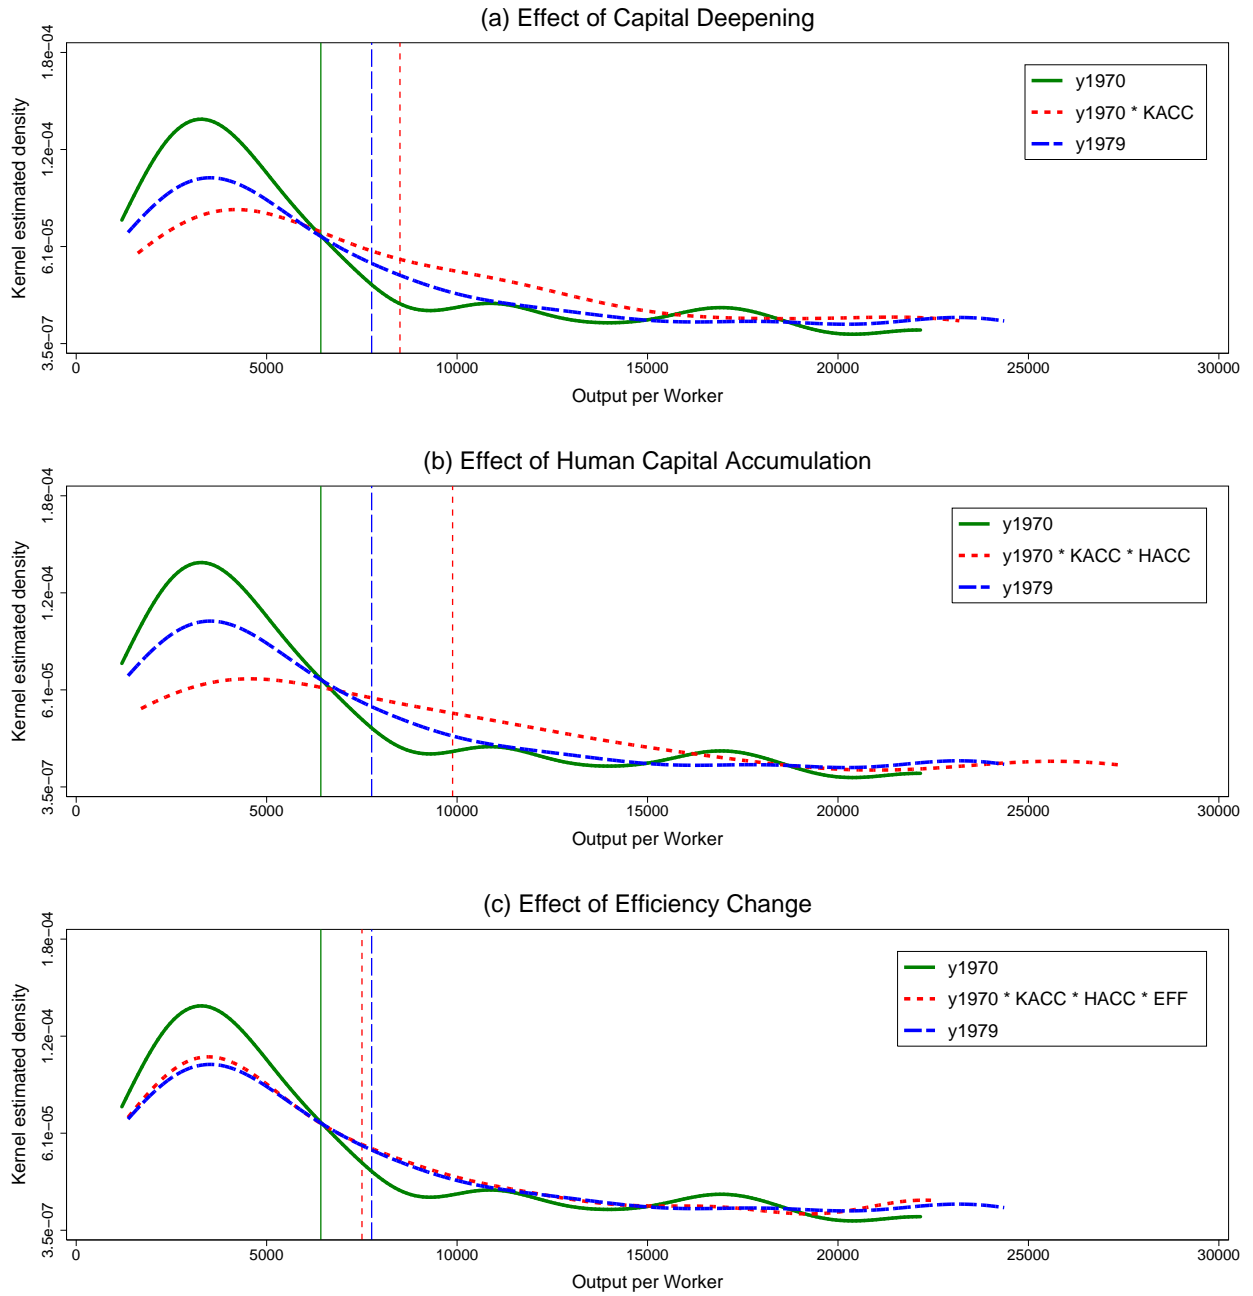 (a) Effect of Capital Deepening
Kernel estimated density
1.8e−04
1.2e−04
6.1e−05
3.5e−07
y1970
y1970 * KACC
y1979
0 5000 10000 15000 20000 25000 30000
Output per Worker
(b) Effect of Human Capital Accumulation
Kernel estimated density
1.8e−04
1.2e−04
6.1e−05
3.5e−07
y1970
y1970 * KACC * HACC
y1979
0 5000 10000 15000 20000 25000 30000
Output per Worker
(c) Effect of Efficiency Change
Kernel estimated density
1.8e−04
1.2e−04
6.1e−05
3.5e−07
y1970
y1970 * KACC * HACC * EFF
y1979
0 5000 10000 15000 20000 25000 30000
Output per Worker